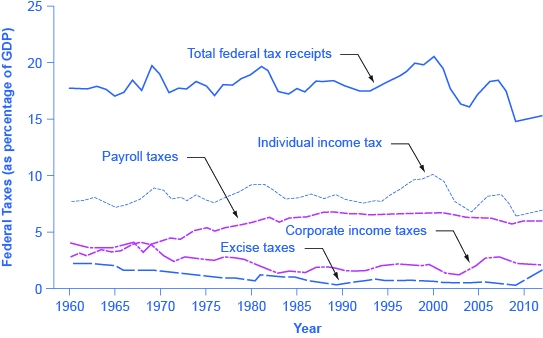 25
20
15
10
5
0
Federal Taxes (as percentage of GDP)
Total federal tax receipts
Individual income tax
Payroll taxes
Corporate income taxes
Excise taxes
1960 1965 1970 1975 1980 1985 1990 1995 2000 2005 2010
Year